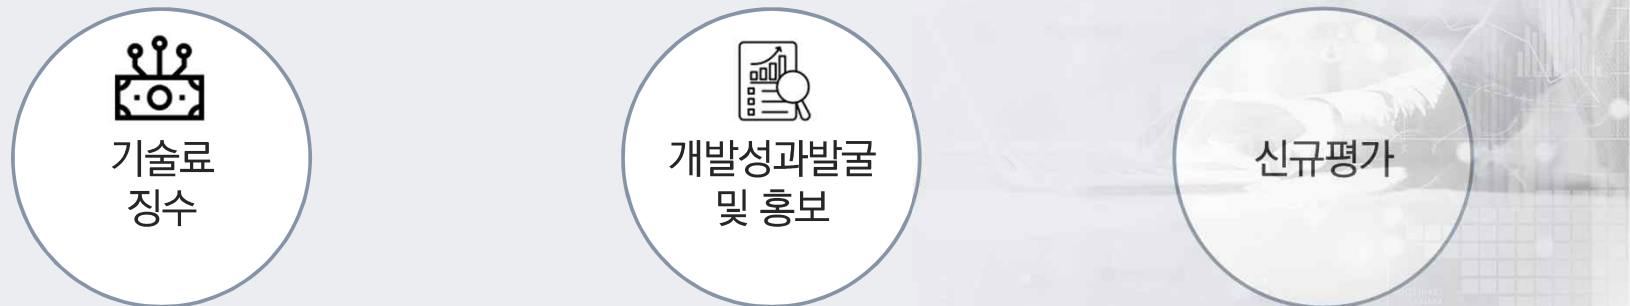 기술료
징수
개발성과발굴
및 홍보
신규평가